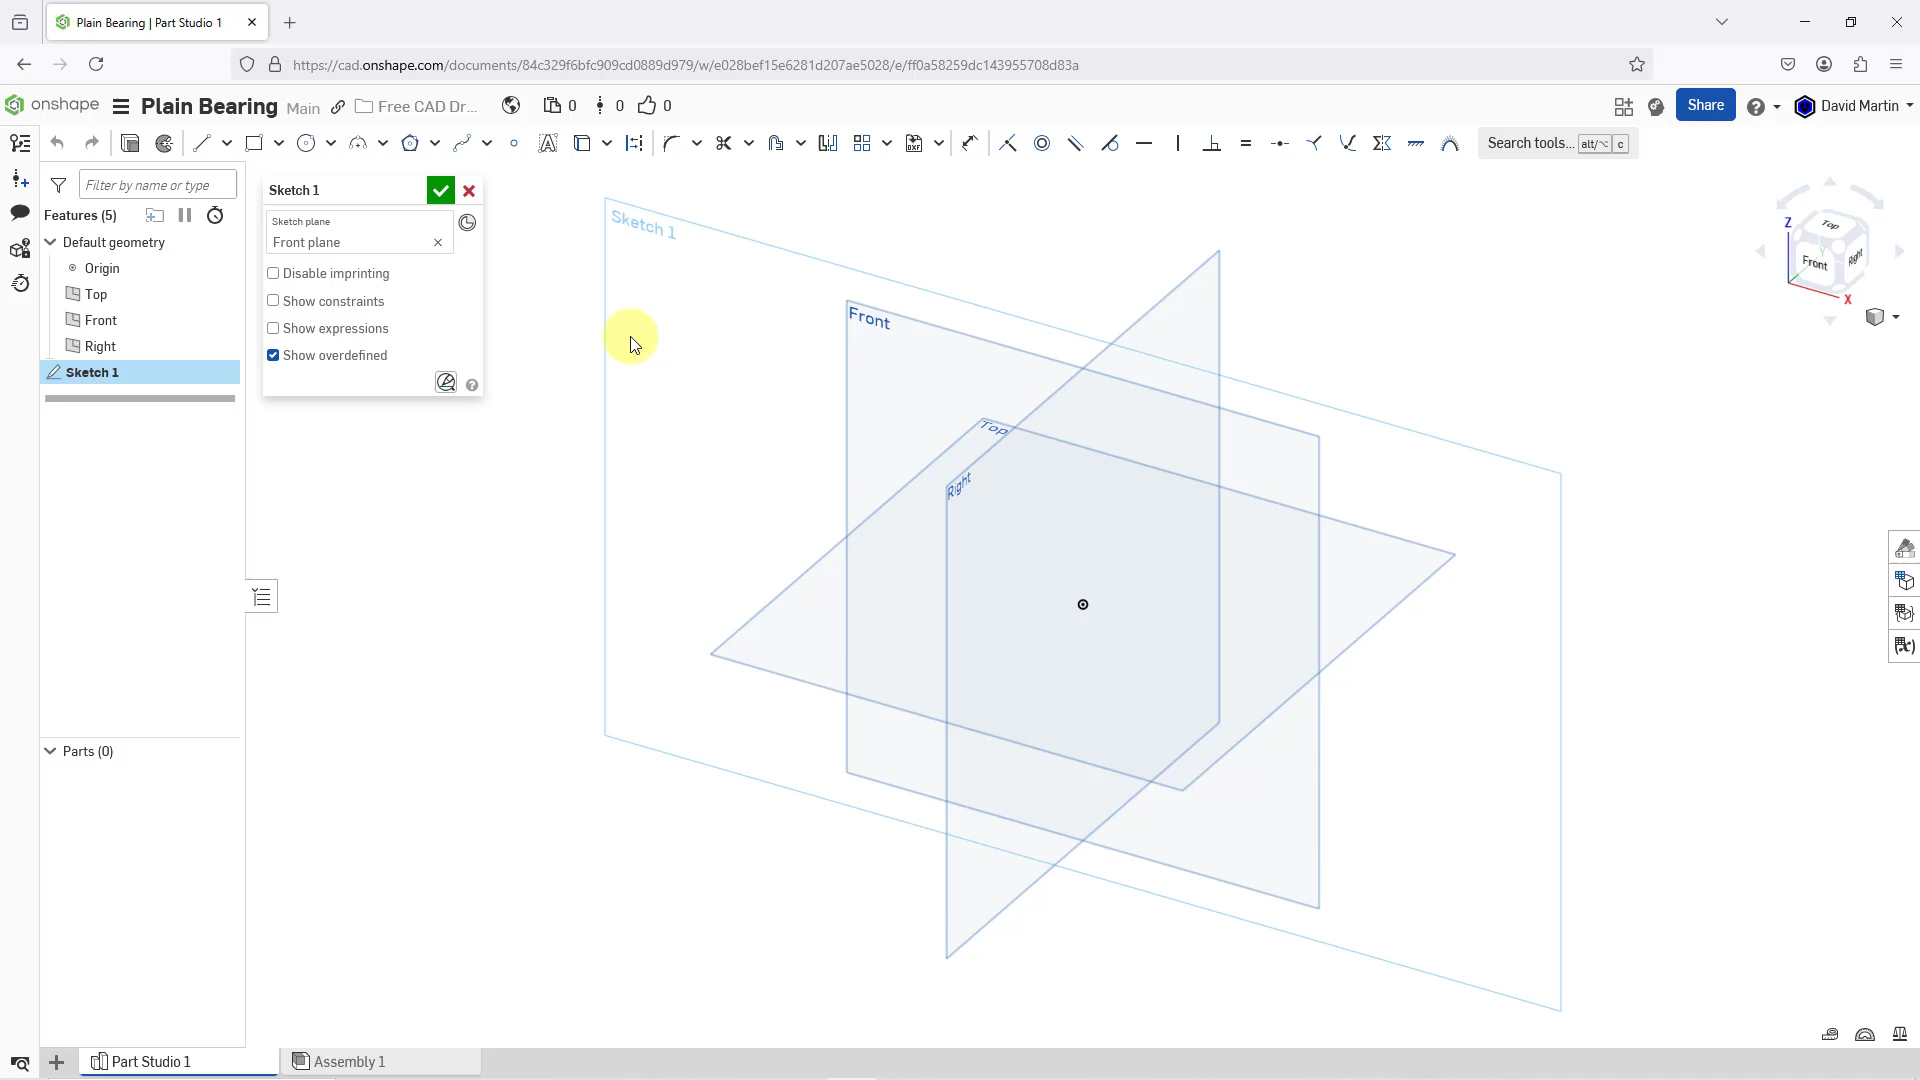 Plain Bearing | Part Studio 1
https://cad.onshape.com/documents/84c329f6bfc909cd0889d979/w/e028bef15e6281d207ae5028/e/ff0a58259dc143955708d83a
onshape Plain Bearing Main Free CAD Dr... 0 0 0 Share David Martin
Search tools... alt/⌥ c
Filter by name or type
Features (5)
Default geometry
Origin
Top
Front
Right
Sketch 1
Parts (0)
Sketch 1
Sketch plane
Front plane
Disable imprinting
Show constraints
Show expressions
Show overdefined
Sketch 1
Front
Top
Right
Z
Top
Y
Front
Right
X
DXF
(x)
Part Studio 1
Assembly 1